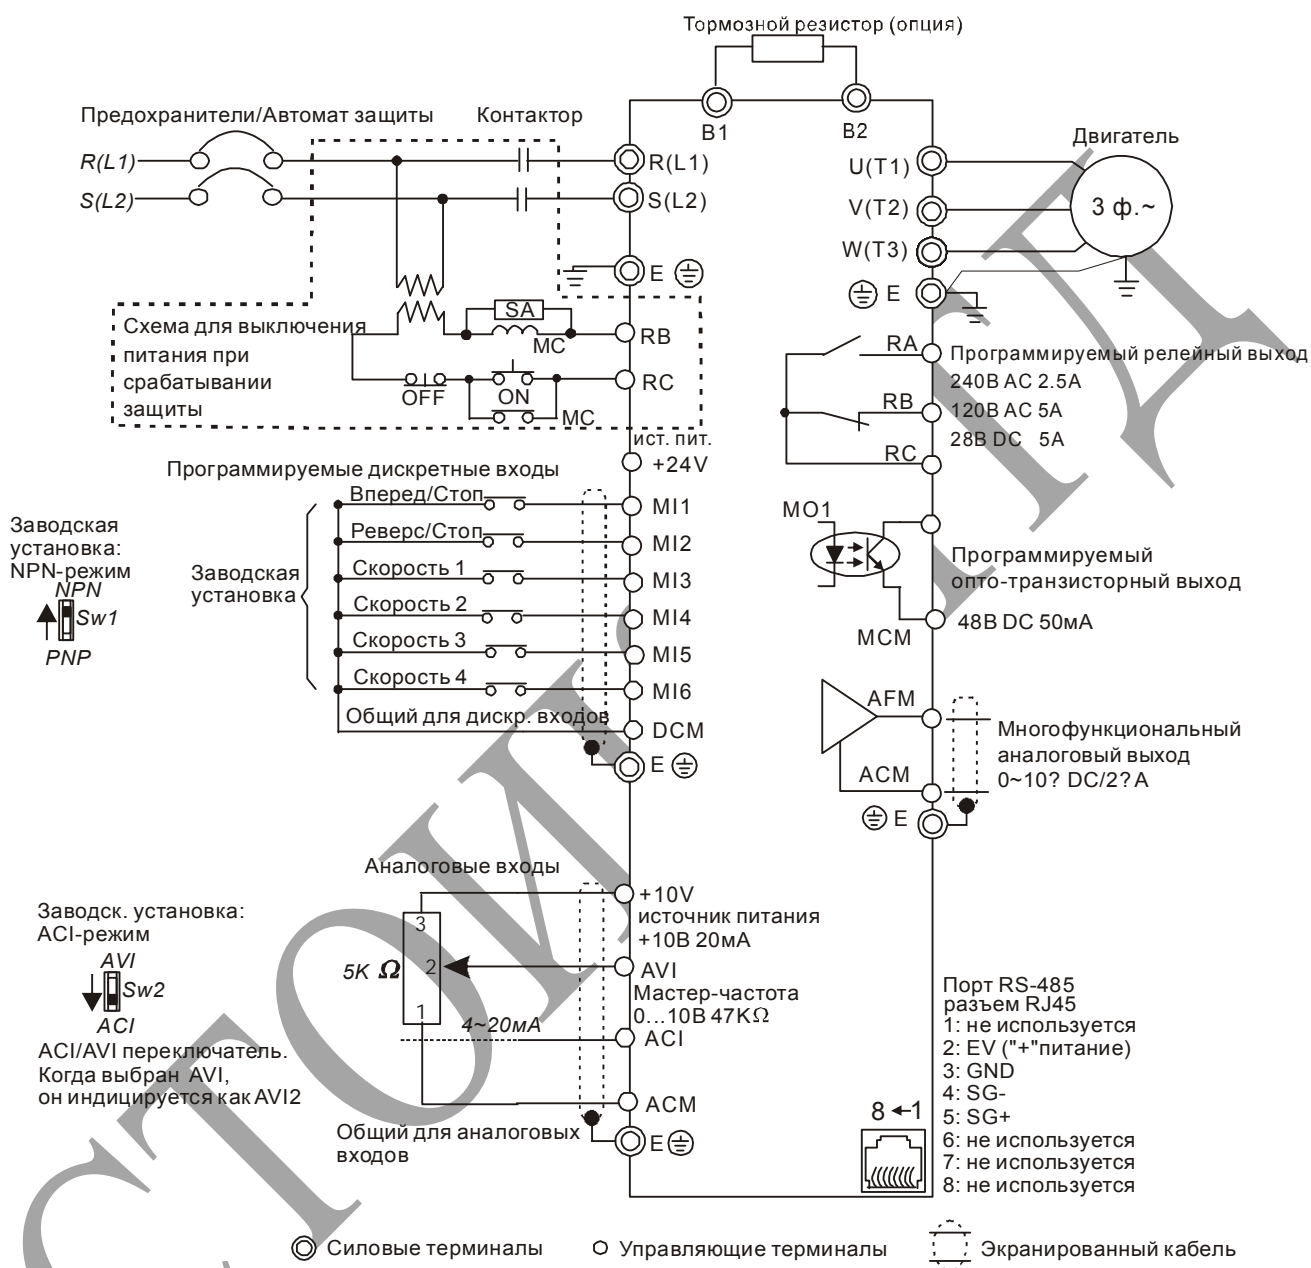 Тормозной резистор (опция)
B1
B2
Предохранители/Автомат защиты
Контактор
R(L1)
R(L1)
S(L2)
S(L2)
E
U(T1)
V(T2)
W(T3)
E
Двигатель
3 ф.~
Схема для выключения
питания при
срабатывании
защиты
SA
MC
RB
OFF
ON
RC
MC
RA
Программируемый релейный выход
240В AC 2.5A
RB
120В AC 5A
28В DC 5A
RC
ист. пит.
+24V
Программируемые дискретные входы
Вперед/Стоп
MI1
Реверс/Стоп
MI2
Скорость 1
MI3
Скорость 2
MI4
Скорость 3
MI5
Скорость 4
MI6
Общий для дискр. входов
DCM
E
Заводская
установка
Заводская
установка:
NPN-режим
NPN
Sw1
PNP
MO1
Программируемый
опто-транзисторный выход
MCM
48В DC 50мА
AFM
Многофункциональный
аналоговый выход
0~10? DC/2? A
ACM
E
Аналоговые входы
+10V
источник питания
+10В 20мА
3
5K Ω
2
AVI
Мастер-частота
0...10В 47KΩ
1
4~20мА
ACI
ACM
Общий для аналоговых
входов
E
Заводск. установка:
ACI-режим
AVI
Sw2
ACI
ACI/AVI переключатель.
Когда выбран AVI,
он индицируется как AVI2
Порт RS-485
разъем RJ45
1: не используется
2: EV ("+"питание)
3: GND
4: SG-
5: SG+
6: не используется
7: не используется
8: не используется
8 ←1
Силовые терминалы
Управляющие терминалы
Экранированный кабель
СТОИК ЛТД